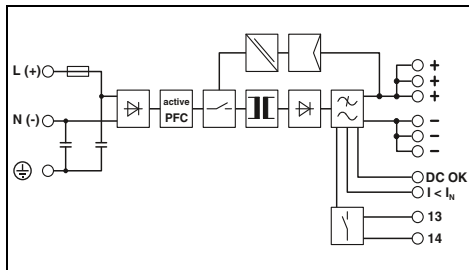 L (+)
N (-)
active
PFC
+
+
+
–
–
–
DC OK
I < IN
13
14